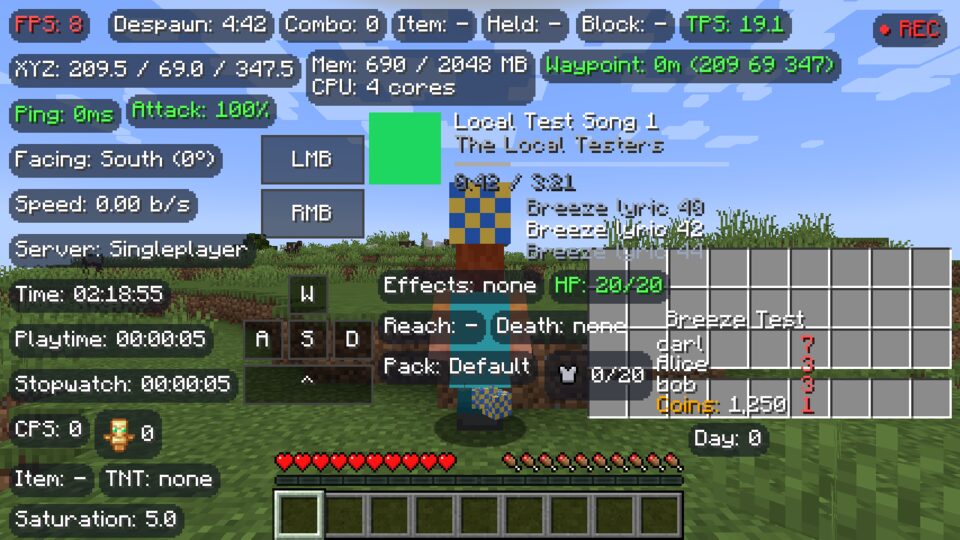 FPS: 8
Despawn: 4:42
Combo: 0
Item: -
Held: -
Block: -
TPS: 19.1
REC
XYZ: 209.5 / 69.0 / 347.5
Mem: 690 / 2048 MB
CPU: 4 cores
Waypoint: 0m (209 69 347)
Ping: 0ms
Attack: 100%
Local Test Song 1
The Local Testers
0:42 / 3:21
Facing: South (0°)
LMB
Speed: 0.00 b/s
RMB
Breeze lyric 40
Breeze lyric 42
Breeze lyric 44
Server: Singleplayer
Effects: none
HP: 20/20
Time: 02:18:55
W
Reach: -
Death: none
Breeze Test
Playtime: 00:00:05
A
S
D
darl 7
Alice 3
bob 3
Coins: 1,250 1
Pack: Default
0/20
Stopwatch: 00:00:05
^
CPS: 0
0
Day: 0
Item: -
TNT: none
Saturation: 5.0